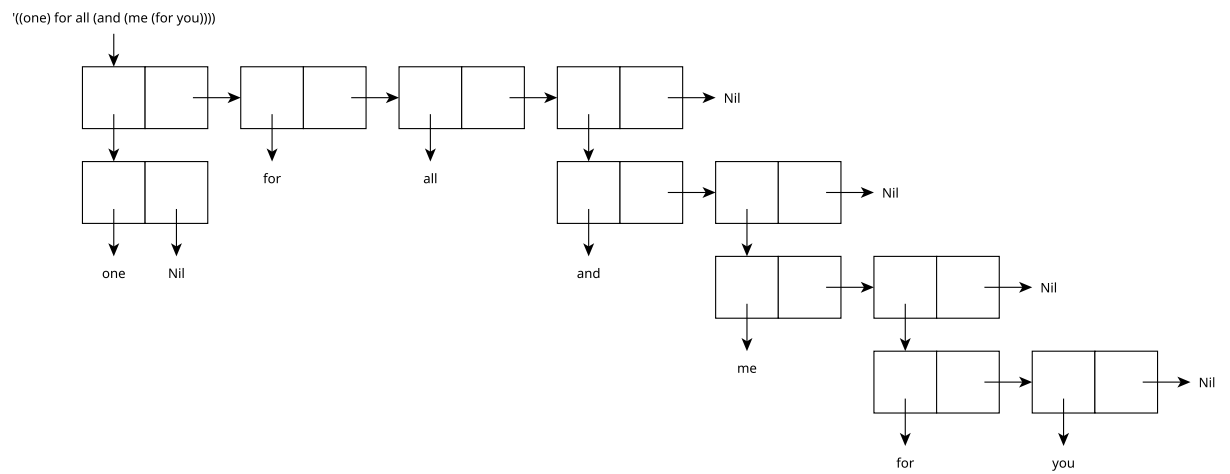 '((one) for all (and (me (for you))))
Nil
for
all
Nil
one
Nil
and
Nil
me
Nil
for
you